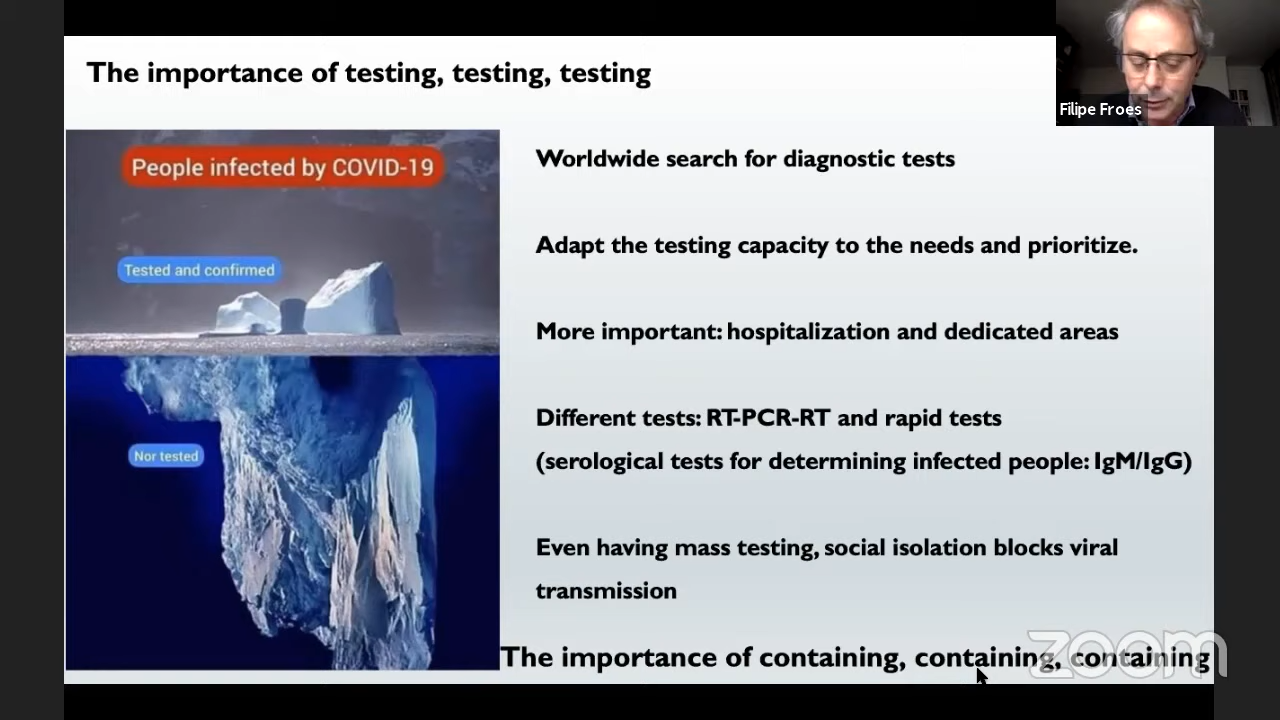 The importance of testing, testing, testing
Filipe Froes
People infected by COVID-19
Tested and confirmed
Nor tested
Worldwide search for diagnostic tests
Adapt the testing capacity to the needs and prioritize.
More important: hospitalization and dedicated areas
Different tests: RT-PCR-RT and rapid tests
(serological tests for determining infected people: IgM/IgG)
Even having mass testing, social isolation blocks viral
transmission
The importance of containing, containing, containing
zoom